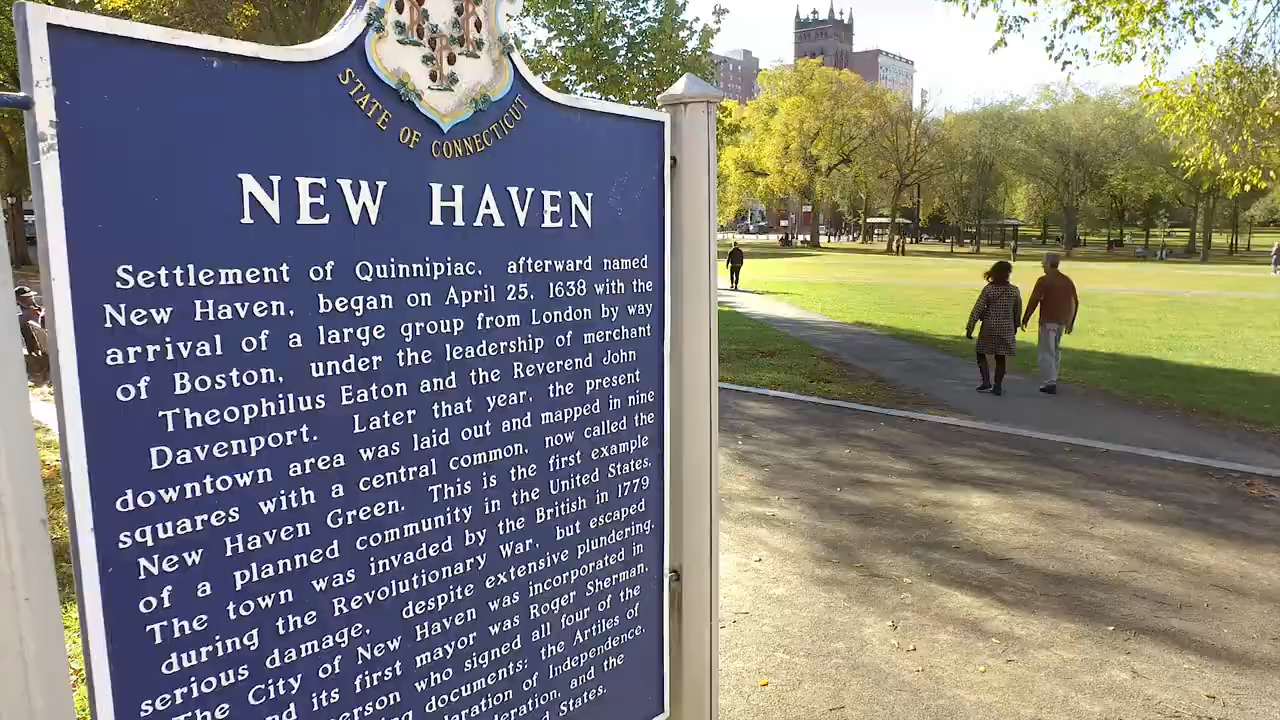 STATE OF CONNECTICUT
NEW HAVEN
Settlement of Quinnipiac, afterward named
New Haven, began on April 25, 1638 with the
arrival of a large group from London by way
of Boston, under the leadership of merchant
Theophilus Eaton and the Reverend John
Davenport. Later that year, the present
downtown area was laid out and mapped in nine
squares with a central common, now called the
New Haven Green. This is the first example
of a planned community in the United States.
The town was invaded by the British in 1779
during the Revolutionary War, but escaped
serious damage, despite extensive plundering.
The City of New Haven was incorporated in
and its first mayor was Roger Sherman,
person who signed all four of the
documents: the Artiles of
Independence,
and the
States.